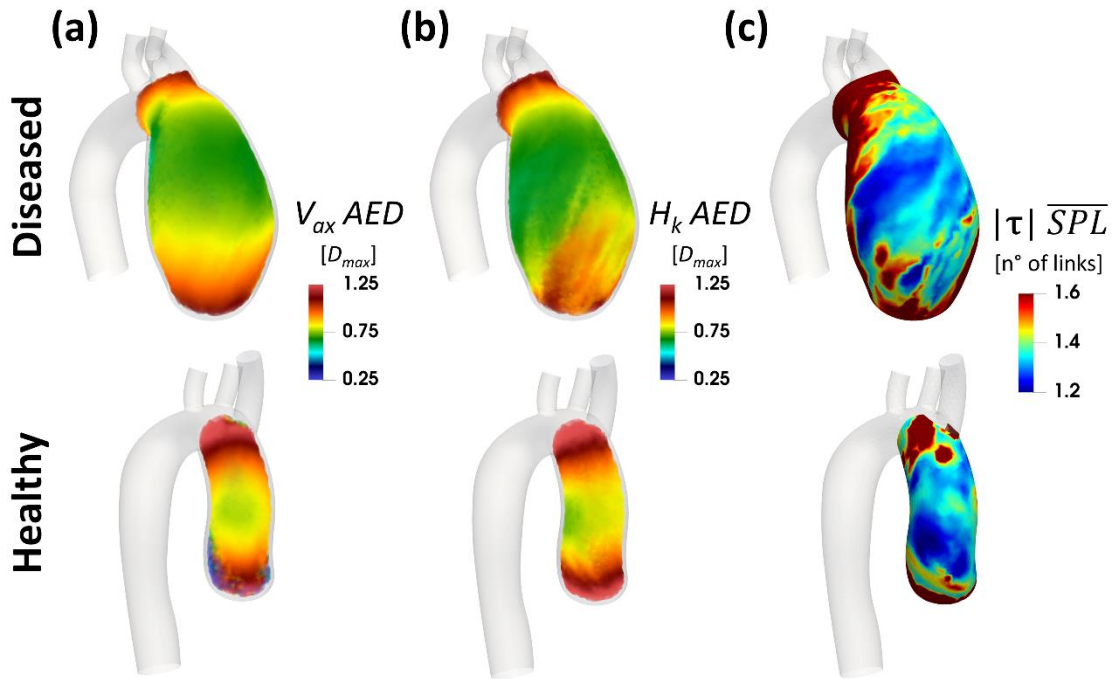 (a)
(b)
(c)
Diseased
V_ax AED
[D_max]
1.25
0.75
0.25
H_k AED
[D_max]
1.25
0.75
0.25
|τ| S̅P̅L̅
[n° of links]
1.6
1.4
1.2
Healthy